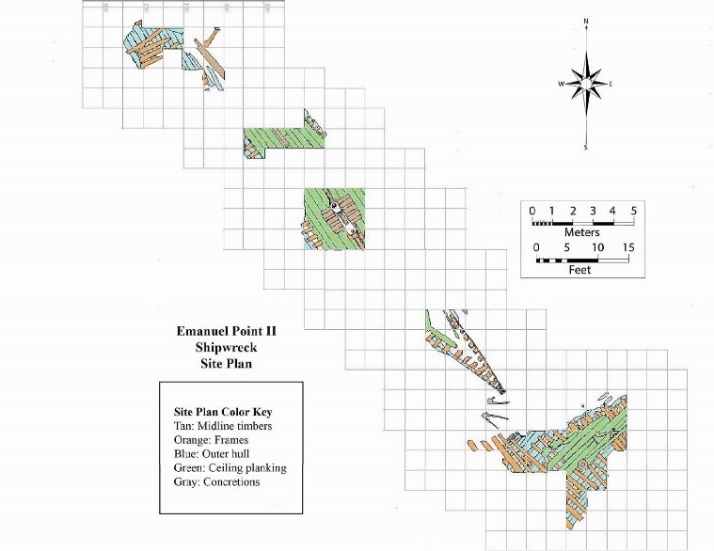 N
W
E
S
0 1 2 3 4 5
Meters
0 5 10 15
Feet
Emanuel Point II
Shipwreck
Site Plan
Site Plan Color Key
Tan: Midline timbers
Orange: Frames
Blue: Outer hull
Green: Ceiling planking
Gray: Concretions